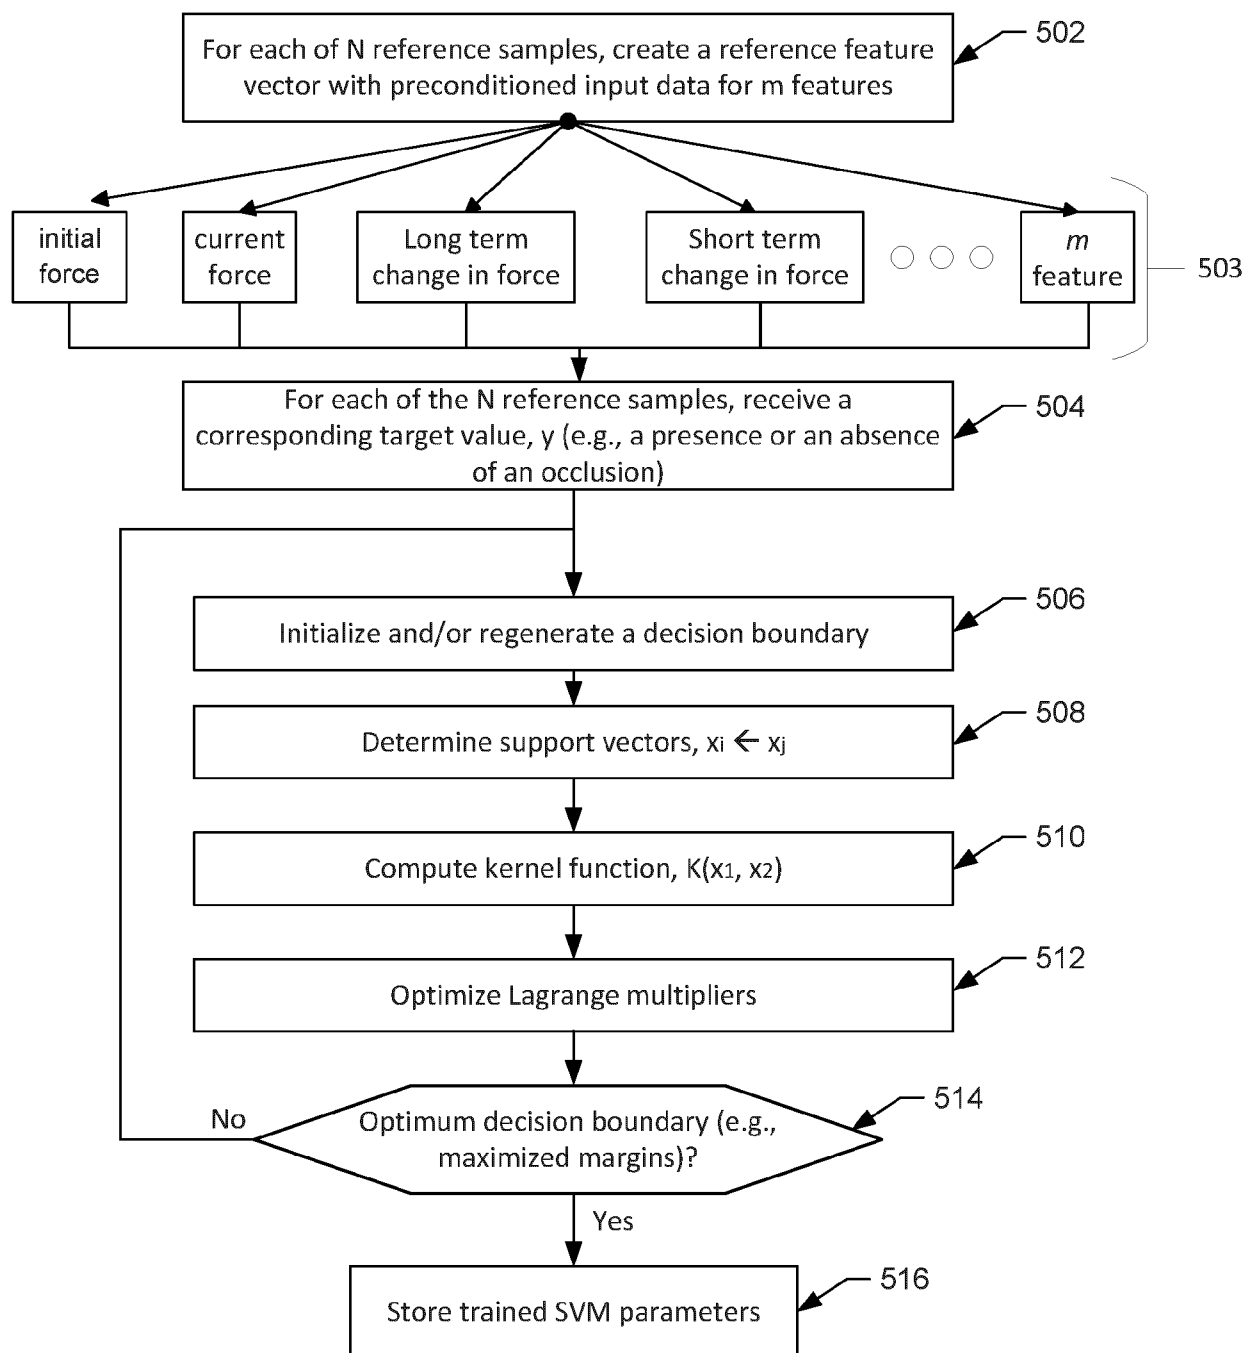 For each of N reference samples, create a reference feature
vector with preconditioned input data for m features
502
initial
force
current
force
Long term
change in force
Short term
change in force
m
feature
503
For each of the N reference samples, receive a
corresponding target value, y (e.g., a presence or an absence
of an occlusion)
504
Initialize and/or regenerate a decision boundary
506
Determine support vectors, xi ← xj
508
Compute kernel function, K(x1, x2)
510
Optimize Lagrange multipliers
512
Optimum decision boundary (e.g.,
maximized margins)?
514
No
Yes
Store trained SVM parameters
516